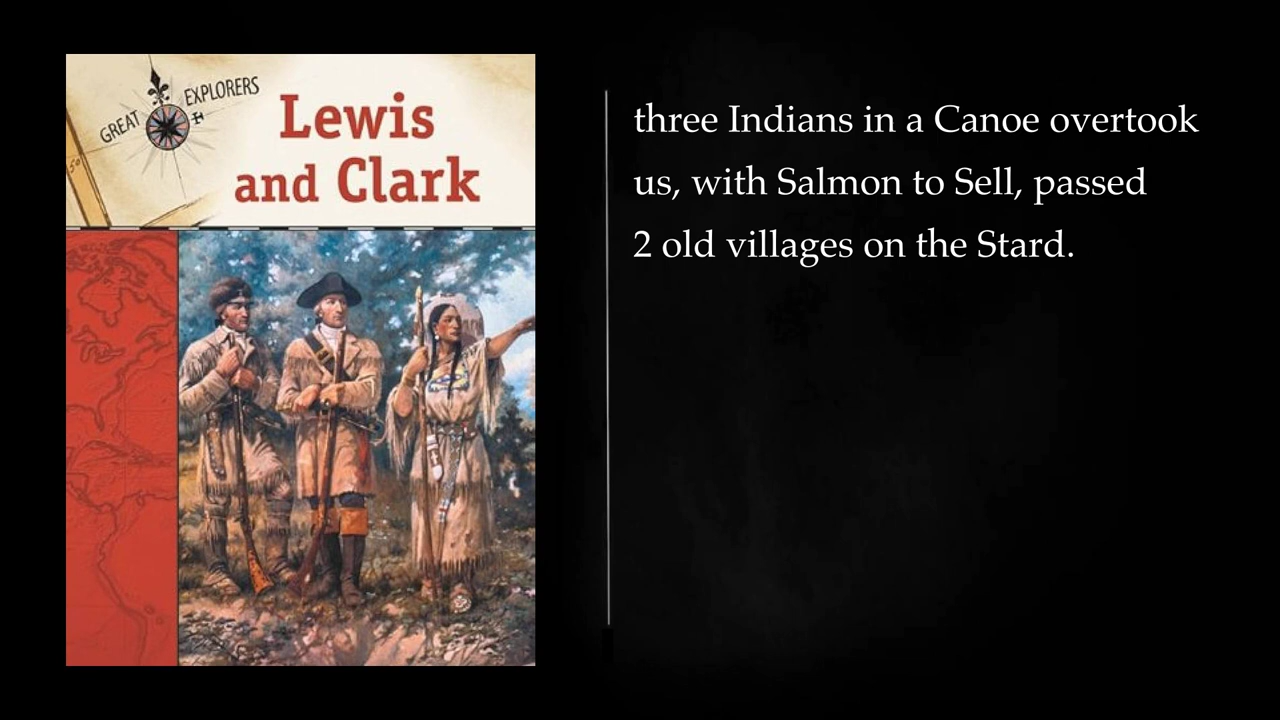 GREAT EXPLORERS
Lewis
and Clark
three Indians in a Canoe overtook
us, with Salmon to Sell, passed
2 old villages on the Stard.